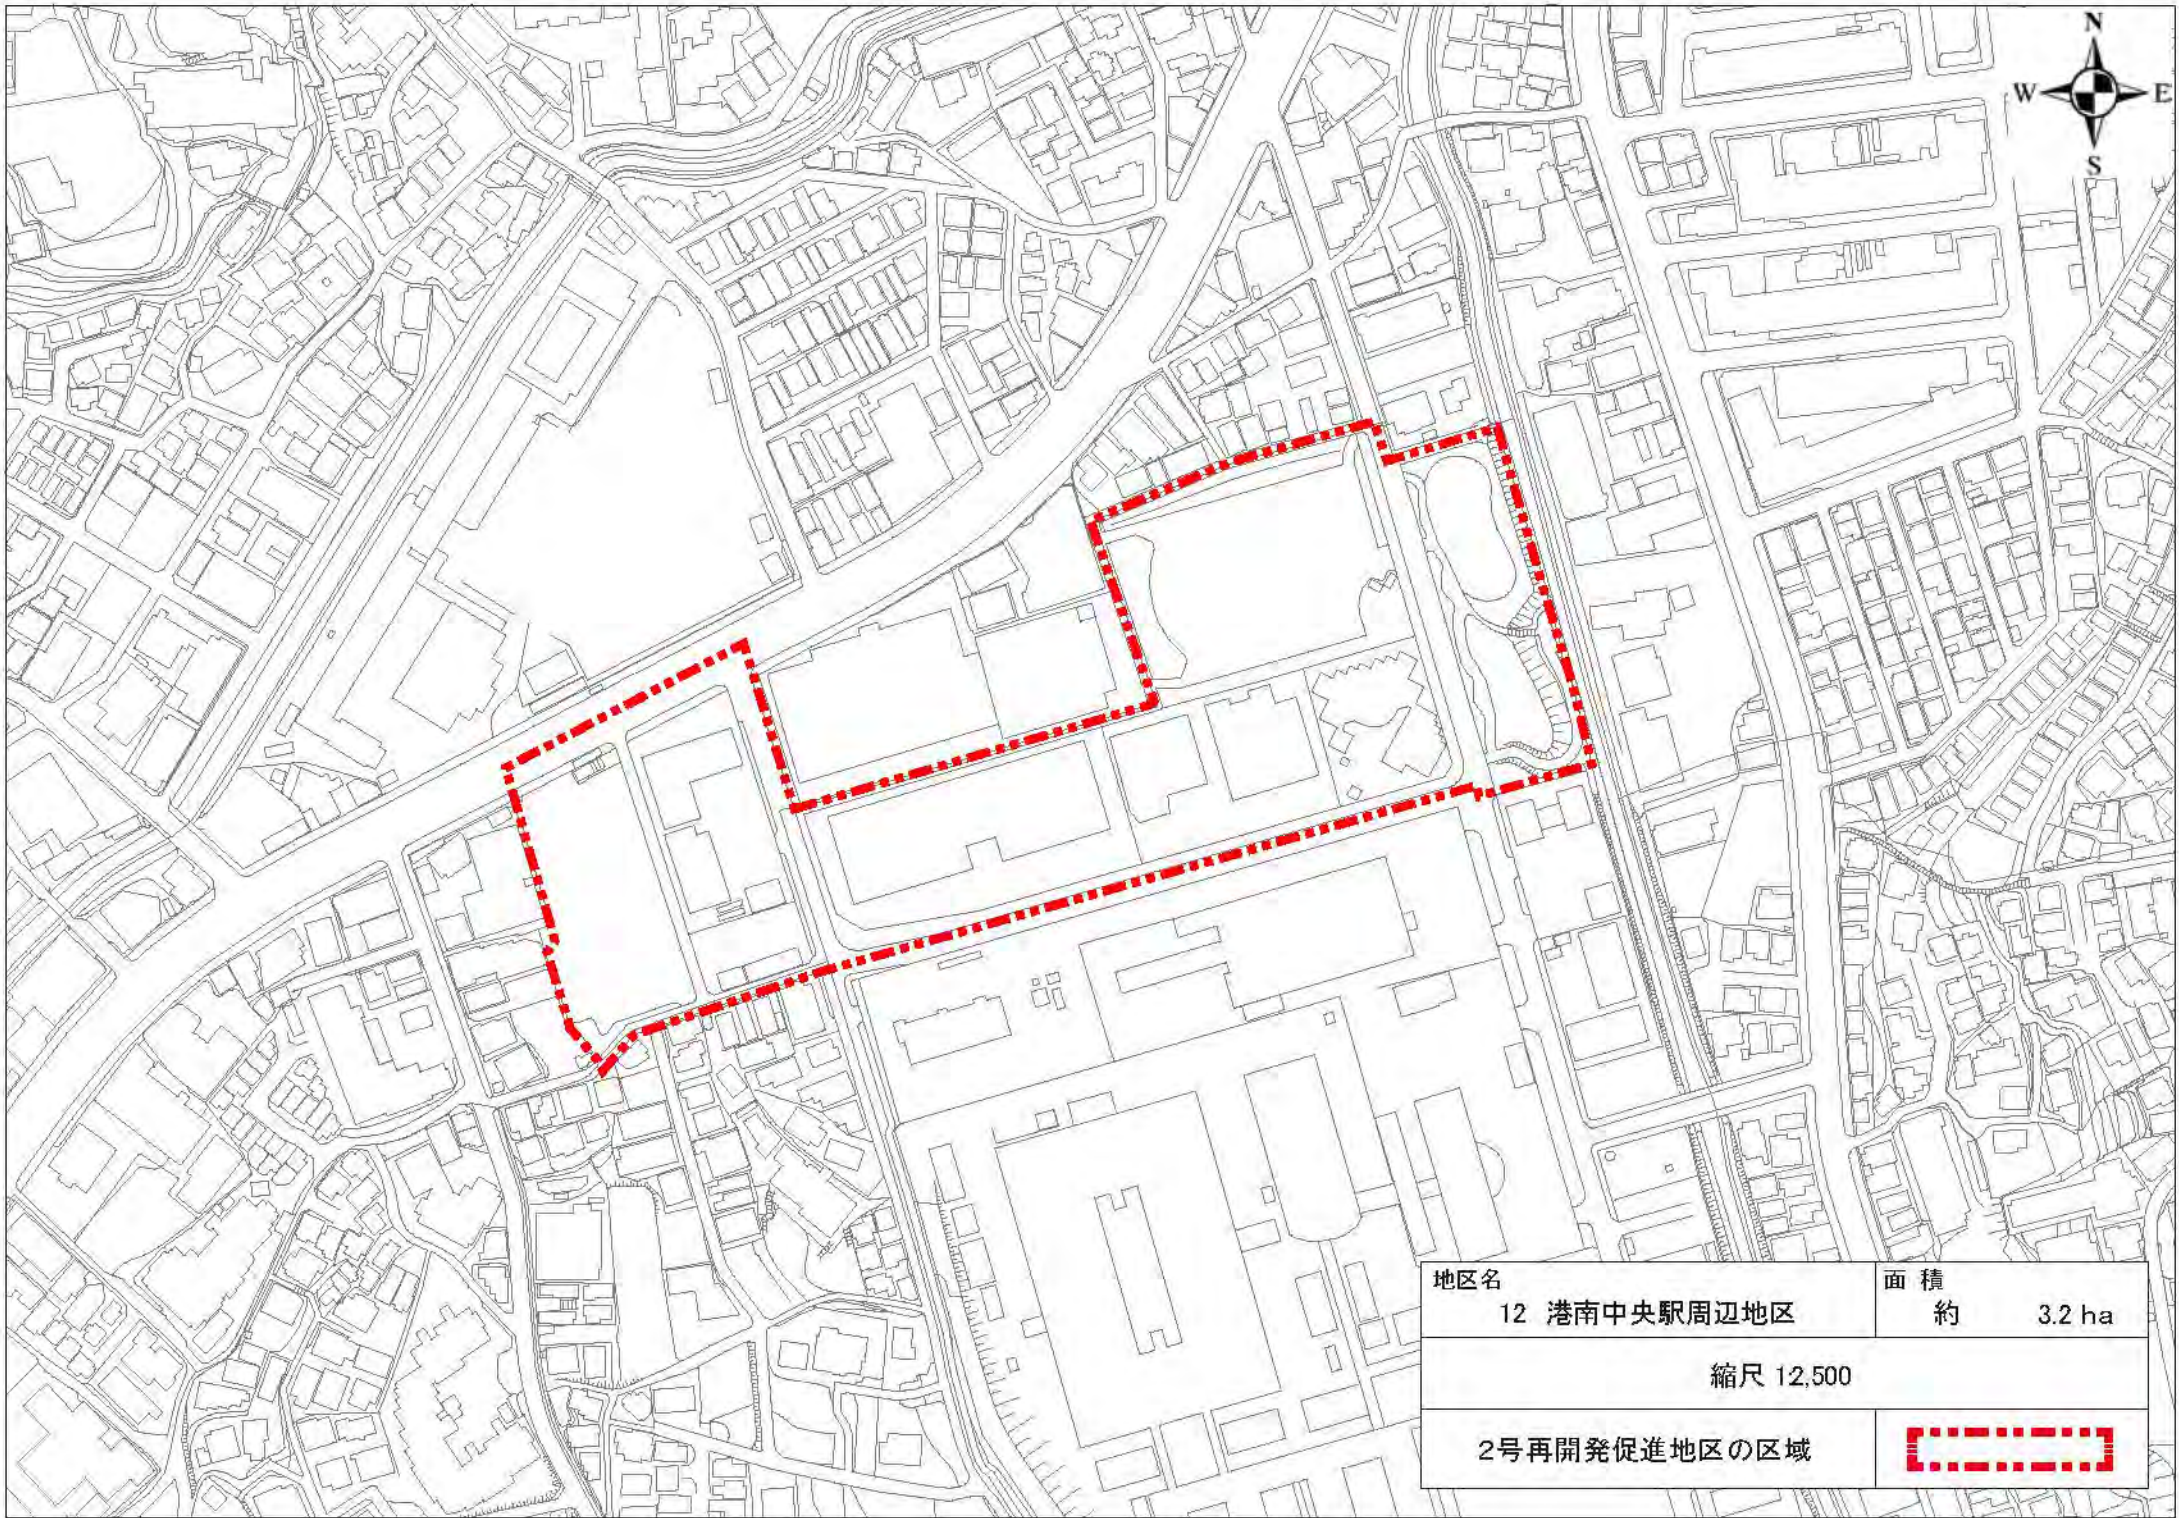 N
W E
S
地区名
12 港南中央駅周辺地区
面 積
約 3.2 ha
縮尺 12,500
2号再開発促進地区の区域